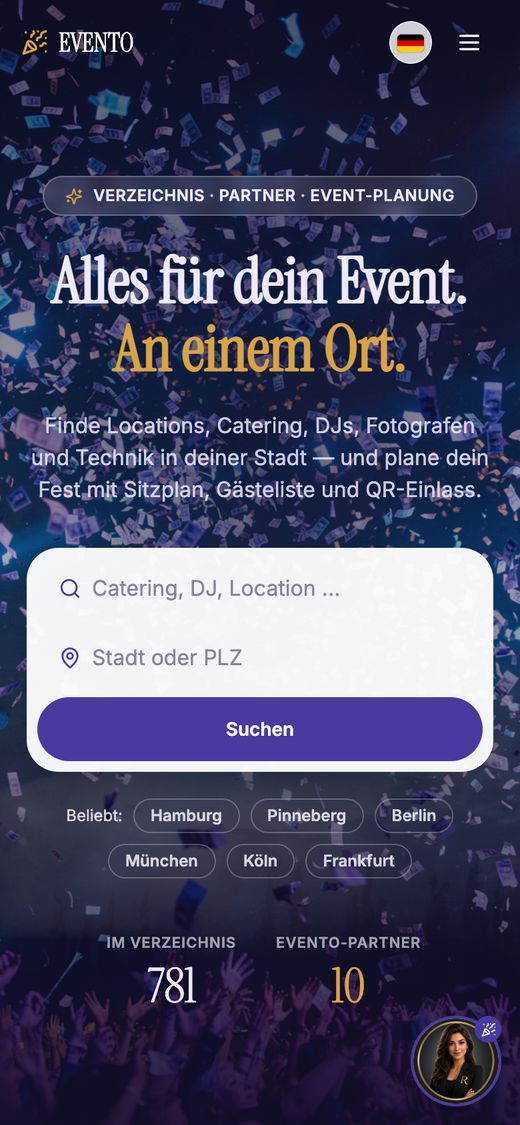 EVENTO
VERZEICHNIS · PARTNER · EVENT-PLANUNG
Alles für dein Event.
An einem Ort.
Finde Locations, Catering, DJs, Fotografen
und Technik in deiner Stadt — und plane dein
Fest mit Sitzplan, Gästeliste und QR-Einlass.
Catering, DJ, Location ...
Stadt oder PLZ
Suchen
Beliebt: Hamburg Pinneberg Berlin
München Köln Frankfurt
IM VERZEICHNIS EVENTO-PARTNER
781 10
R